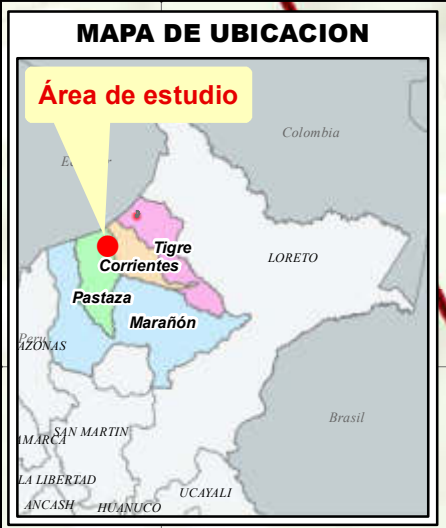 MAPA DE UBICACION
Área de estudio
Colombia
Tigre
LORETO
Corrientes
Pastaza
Marañón
AZONAS
Brasil
SAN MARTIN
AMARCA
LA LIBERTAD
UCAYALI
ANCASH
HUANUCO